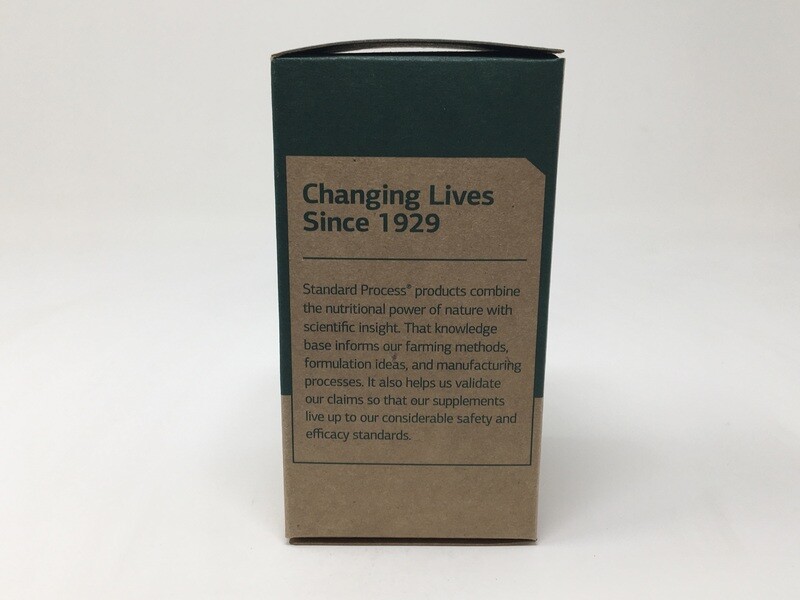 Changing Lives
Since 1929
Standard Process® products combine
the nutritional power of nature with
scientific insight. That knowledge
base informs our farming methods,
formulation ideas, and manufacturing
processes. It also helps us validate
our claims so that our supplements
live up to our considerable safety and
efficacy standards.